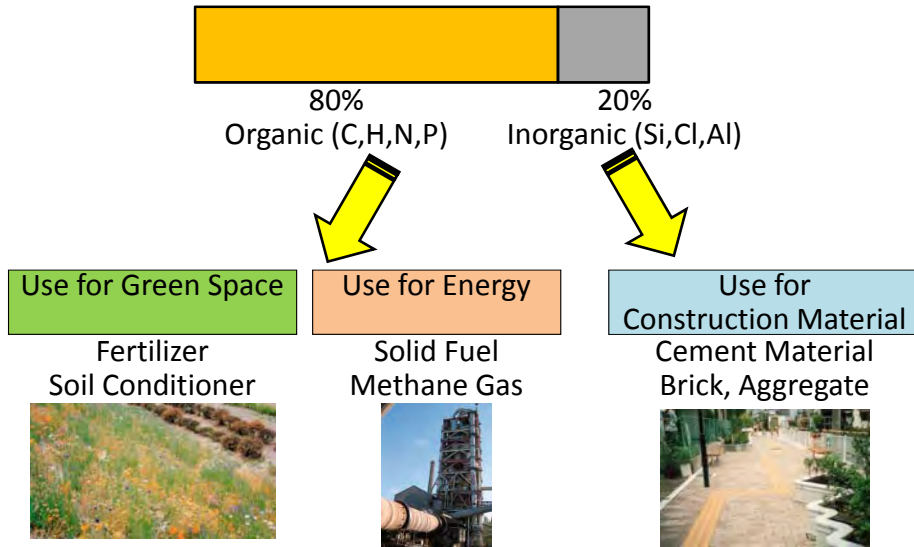 80%
Organic (C,H,N,P)
20%
Inorganic (Si,Cl,Al)
Use for Green Space
Fertilizer
Soil Conditioner
Use for Energy
Solid Fuel
Methane Gas
Use for
Construction Material
Cement Material
Brick, Aggregate